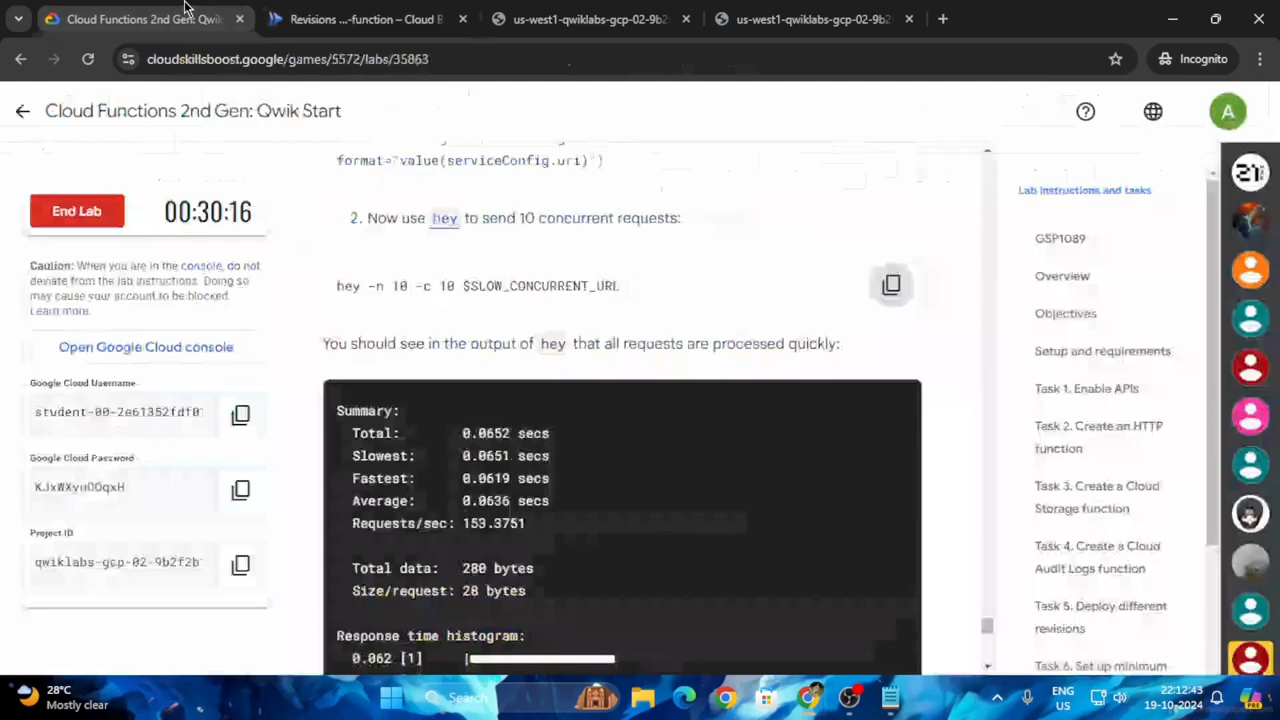 Cloud Functions 2nd Gen: Qwik
Revisions ...-function – Cloud
us-west1-qwiklabs-gcp-02-9b2
us-west1-qwiklabs-gcp-02-9b2
cloudskillsboost.google/games/5572/labs/35863
Incognito
Cloud Functions 2nd Gen: Qwik Start
A
End Lab
00:30:16
Caution: When you are in the console, do not
deviate from the lab instructions. Doing so
may cause your account to be blocked.
Learn more.
Open Google Cloud console
Google Cloud Username
student-00-2e61352fdf0
Google Cloud Password
Project ID
qwiklabs-gcp-02-9b2f2b
format="value(serviceConfig.uri)")
2. Now use hey to send 10 concurrent requests:
hey -n 10 -c 10 $SLOW_CONCURRENT_URL
You should see in the output of hey that all requests are processed quickly:
Summary:
Total: 0.0652 secs
Slowest: 0.0651 secs
Fastest: 0.0619 secs
Average: 0.0636 secs
Requests/sec: 153.3751
Total data: 280 bytes
Size/request: 28 bytes
Response time histogram:
0.062 [1] |
Lab instructions and tasks
GSP1089
Overview
Objectives
Setup and requirements
Task 1. Enable APIs
Task 2. Create an HTTP
function
Task 3. Create a Cloud
Storage function
Task 4. Create a Cloud
Audit Logs function
Task 5. Deploy different
revisions
Task 6. Set up minimum
28°C
Mostly clear
Search
ENG
US
22:12:43
19-10-2024